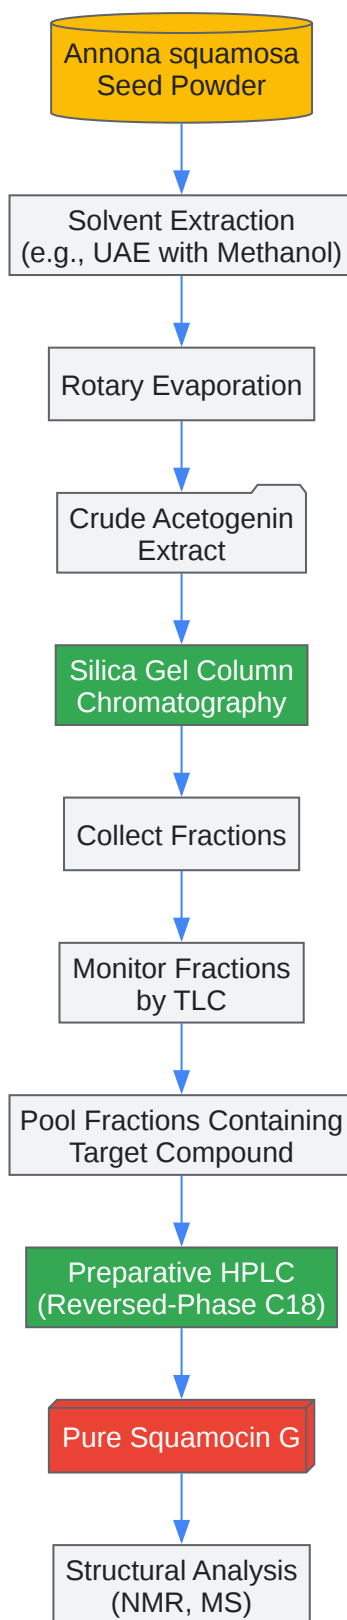 Annona squamosa
Seed Powder
Solvent Extraction
(e.g., UAE with Methanol)
Rotary Evaporation
Crude Acetogenin
Extract
Silica Gel Column
Chromatography
Collect Fractions
Monitor Fractions
by TLC
Pool Fractions Containing
Target Compound
Preparative HPLC
(Reversed-Phase C18)
Pure Squamocin G
Structural Analysis
(NMR, MS)